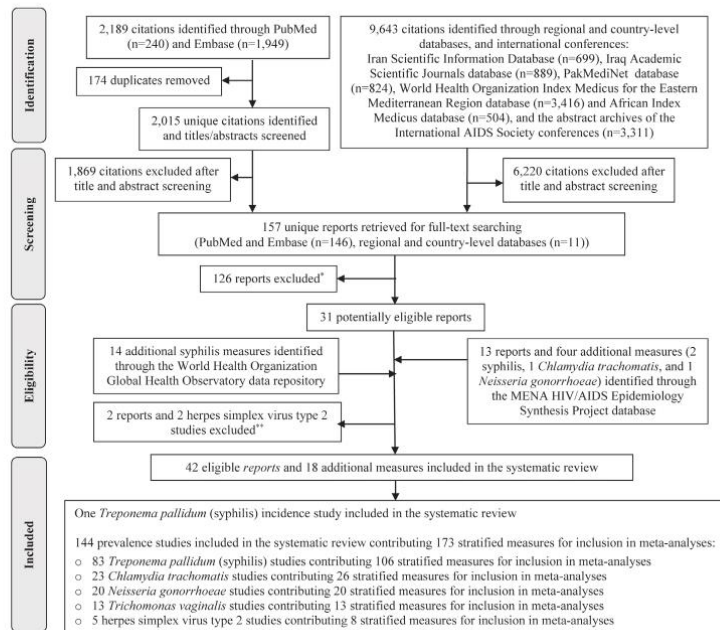 Identification
2,189 citations identified through PubMed
(n=240) and Embase (n=1,949)
174 duplicates removed
2,015 unique citations identified
and titles/abstracts screened
9,643 citations identified through regional and country-level
databases, and international conferences:
Iran Scientific Information Database (n=699), Iraq Academic
Scientific Journals database (n=889), PakMediNet database
(n=824), World Health Organization Index Medicus for the Eastern
Mediterranean Region database (n=3,416) and African Index
Medicus database (n=504), and the abstract archives of the
International AIDS Society conferences (n=3,311)
Screening
1,869 citations excluded after
title and abstract screening
6,220 citations excluded after
title and abstract screening
157 unique reports retrieved for full-text searching
(PubMed and Embase (n=146), regional and country-level databases (n=11))
126 reports excluded*
31 potentially eligible reports
Eligibility
14 additional syphilis measures identified
through the World Health Organization
Global Health Observatory data repository
13 reports and four additional measures (2
syphilis, 1 Chlamydia trachomatis, and 1
Neisseria gonorrhoeae) identified through
the MENA HIV/AIDS Epidemiology
Synthesis Project database
2 reports and 2 herpes simplex virus type 2
studies excluded**
42 eligible reports and 18 additional measures included in the systematic review
Included
One Treponema pallidum (syphilis) incidence study included in the systematic review
144 prevalence studies included in the systematic review contributing 173 stratified measures for inclusion in meta-analyses:
○ 83 Treponema pallidum (syphilis) studies contributing 106 stratified measures for inclusion in meta-analyses
○ 23 Chlamydia trachomatis studies contributing 26 stratified measures for inclusion in meta-analyses
○ 20 Neisseria gonorrhoeae studies contributing 20 stratified measures for inclusion in meta-analyses
○ 13 Trichomonas vaginalis studies contributing 13 stratified measures for inclusion in meta-analyses
○ 5 herpes simplex virus type 2 studies contributing 8 stratified measures for inclusion in meta-analyses